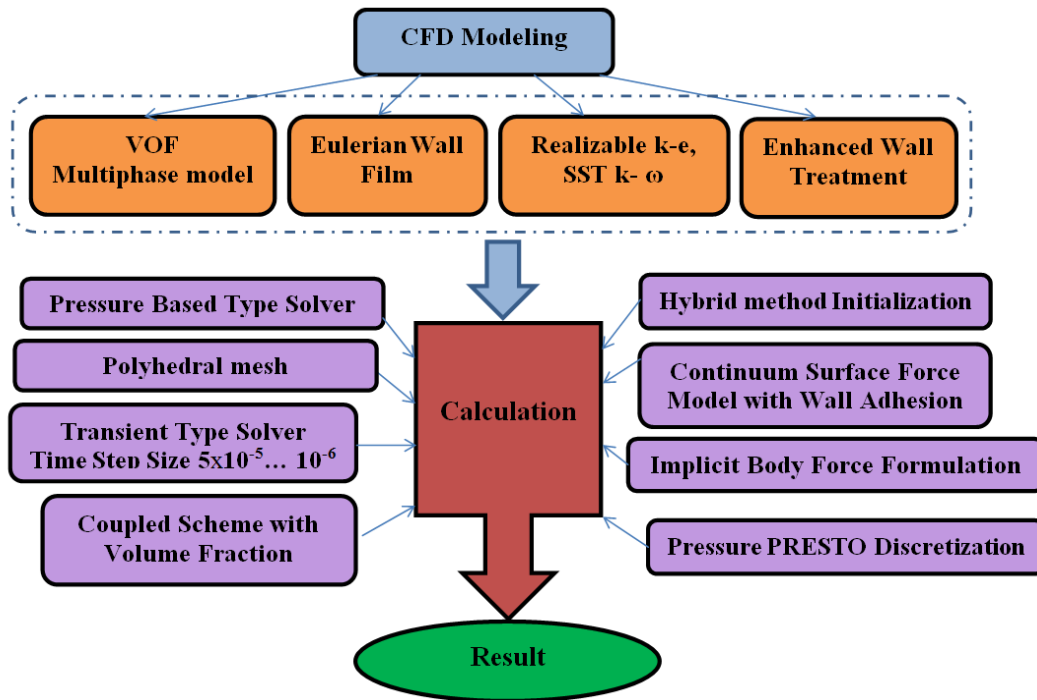 CFD Modeling
VOF
Multiphase model
Eulerian Wall
Film
Realizable k-e,
SST k- ω
Enhanced Wall
Treatment
Pressure Based Type Solver
Polyhedral mesh
Transient Type Solver
Time Step Size 5x10⁻⁵... 10⁻⁶
Coupled Scheme with
Volume Fraction
Calculation
Hybrid method Initialization
Continuum Surface Force
Model with Wall Adhesion
Implicit Body Force Formulation
Pressure PRESTO Discretization
Result